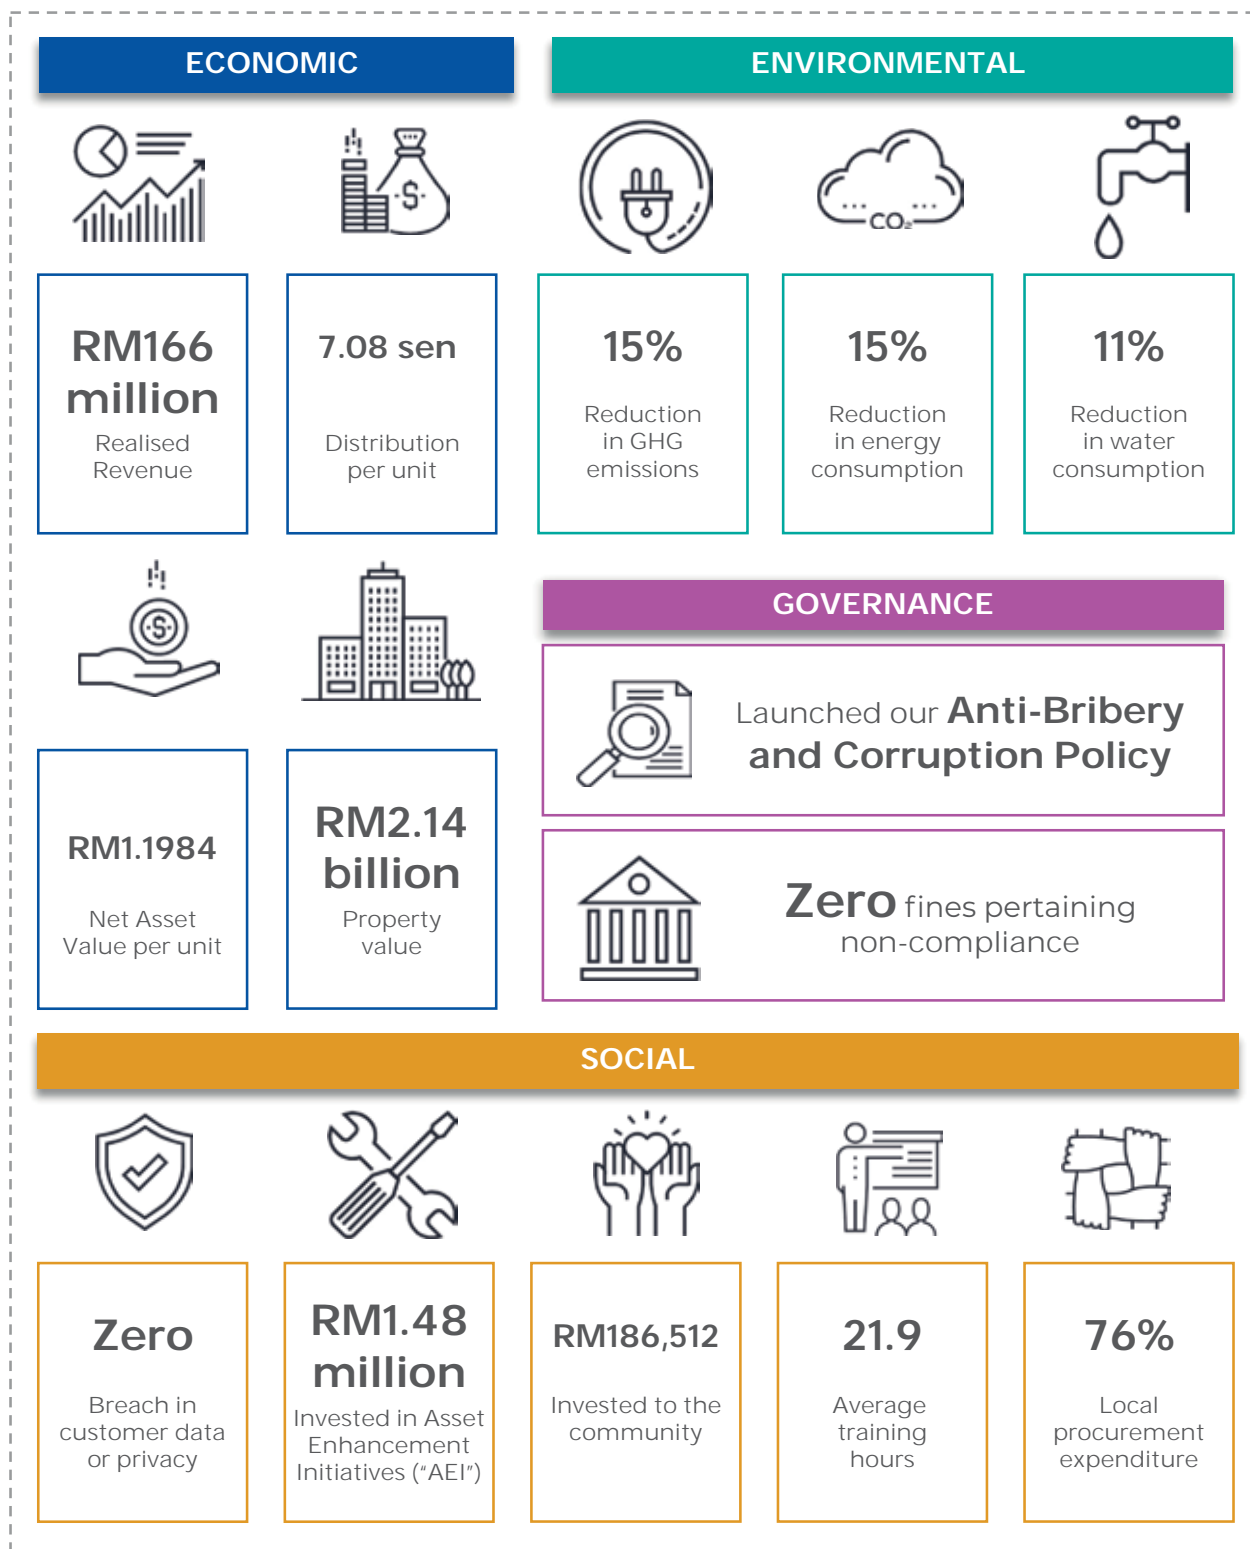 ECONOMIC
RM166
million
Realised
Revenue
7.08 sen
Distribution
per unit
RM1.1984
Net Asset
Value per unit
RM2.14
billion
Property
value
ENVIRONMENTAL
CO₂
15%
Reduction
in GHG
emissions
15%
Reduction
in energy
consumption
11%
Reduction
in water
consumption
GOVERNANCE
Launched our Anti-Bribery
and Corruption Policy
Zero fines pertaining
non-compliance
SOCIAL
Zero
Breach in
customer data
or privacy
RM1.48
million
Invested in Asset
Enhancement
Initiatives (“AEI”)
RM186,512
Invested to the
community
21.9
Average
training
hours
76%
Local
procurement
expenditure